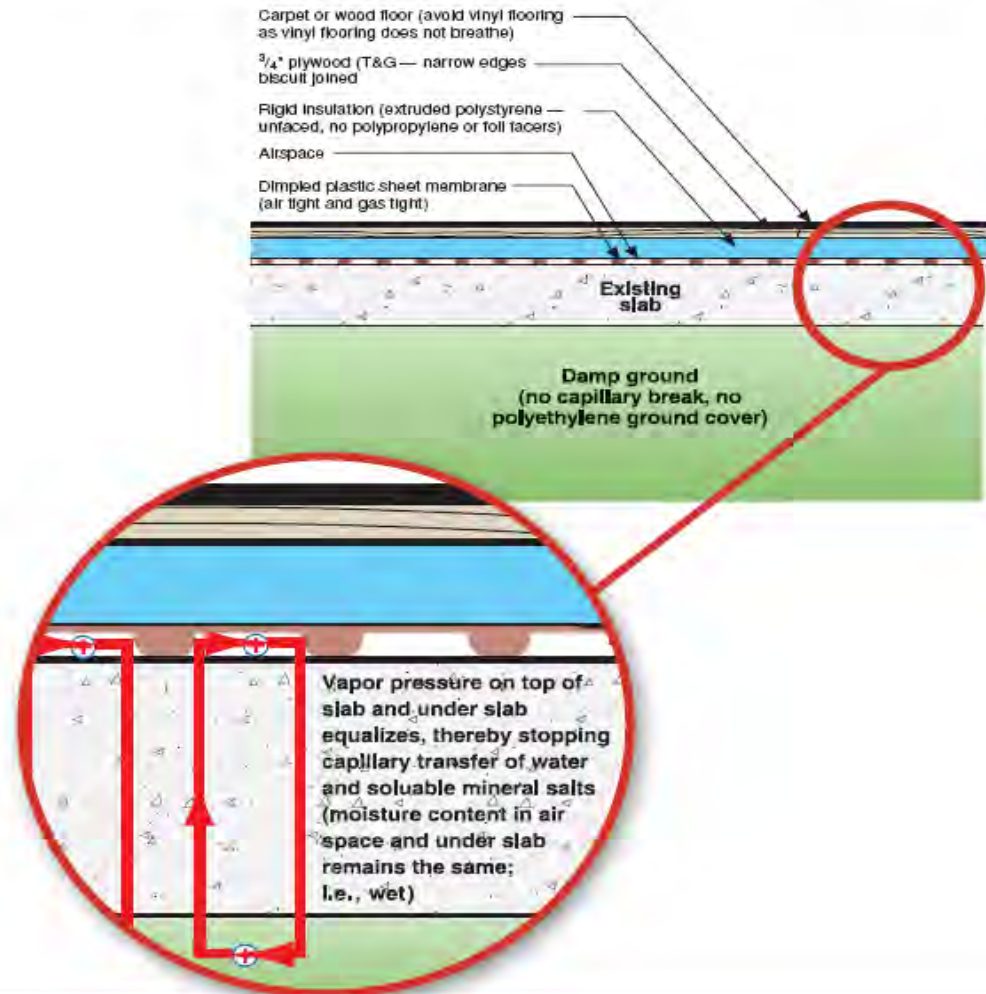 Carpet or wood floor (avoid vinyl flooring
as vinyl flooring does not breathe)
3/4" plywood (T&G — narrow edges
biscuit joined
Rigid insulation (extruded polystyrene —
unfaced, no polypropylene or foil facers)
Airspace
Dimpled plastic sheet membrane
(air tight and gas tight)
Existing
slab
Damp ground
(no capillary break, no
polyethylene ground cover)
Vapor pressure on top of
slab and under slab
equalizes, thereby stopping
capillary transfer of water
and soluable mineral salts
(moisture content in air
space and under slab
remains the same;
i.e., wet)